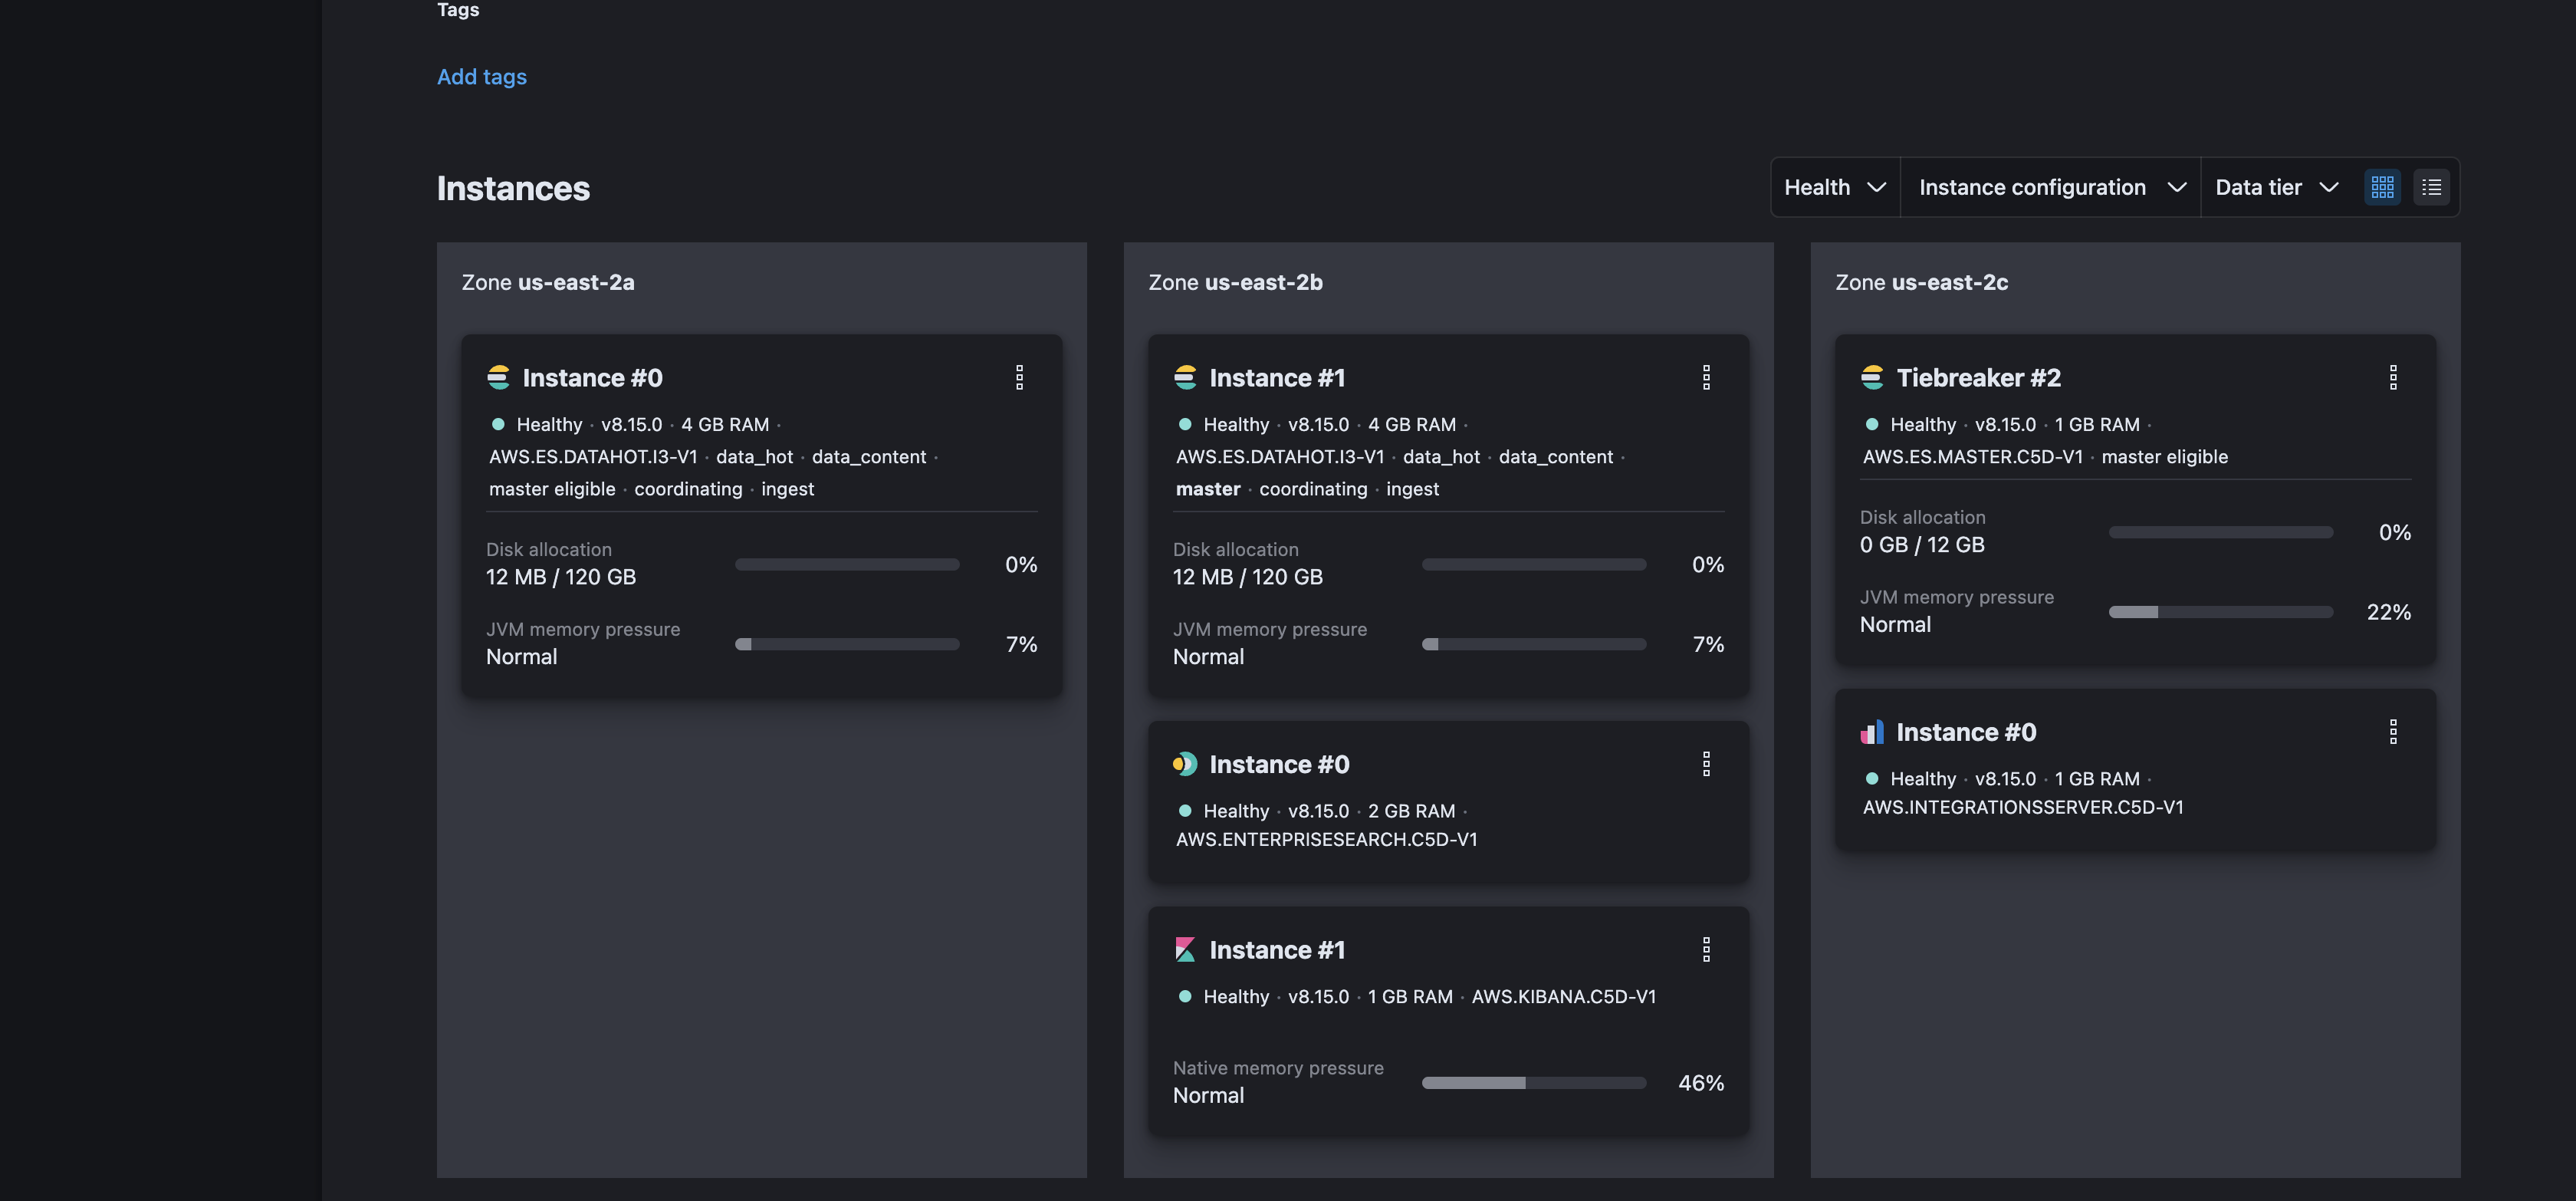 Tags
Add tags
Instances
Health
Instance configuration
Data tier
Zone us-east-2a
Instance #0
Healthy · v8.15.0 · 4 GB RAM ·
AWS.ES.DATAHOT.I3-V1 · data_hot · data_content ·
master eligible · coordinating · ingest
Disk allocation
12 MB / 120 GB
0%
JVM memory pressure
Normal
7%
Zone us-east-2b
Instance #1
Healthy · v8.15.0 · 4 GB RAM ·
AWS.ES.DATAHOT.I3-V1 · data_hot · data_content ·
master · coordinating · ingest
Disk allocation
12 MB / 120 GB
0%
JVM memory pressure
Normal
7%
Instance #0
Healthy · v8.15.0 · 2 GB RAM ·
AWS.ENTERPRISESEARCH.C5D-V1
Instance #1
Healthy · v8.15.0 · 1 GB RAM · AWS.KIBANA.C5D-V1
Native memory pressure
Normal
46%
Zone us-east-2c
Tiebreaker #2
Healthy · v8.15.0 · 1 GB RAM ·
AWS.ES.MASTER.C5D-V1 · master eligible
Disk allocation
0 GB / 12 GB
0%
JVM memory pressure
Normal
22%
Instance #0
Healthy · v8.15.0 · 1 GB RAM ·
AWS.INTEGRATIONSSERVER.C5D-V1